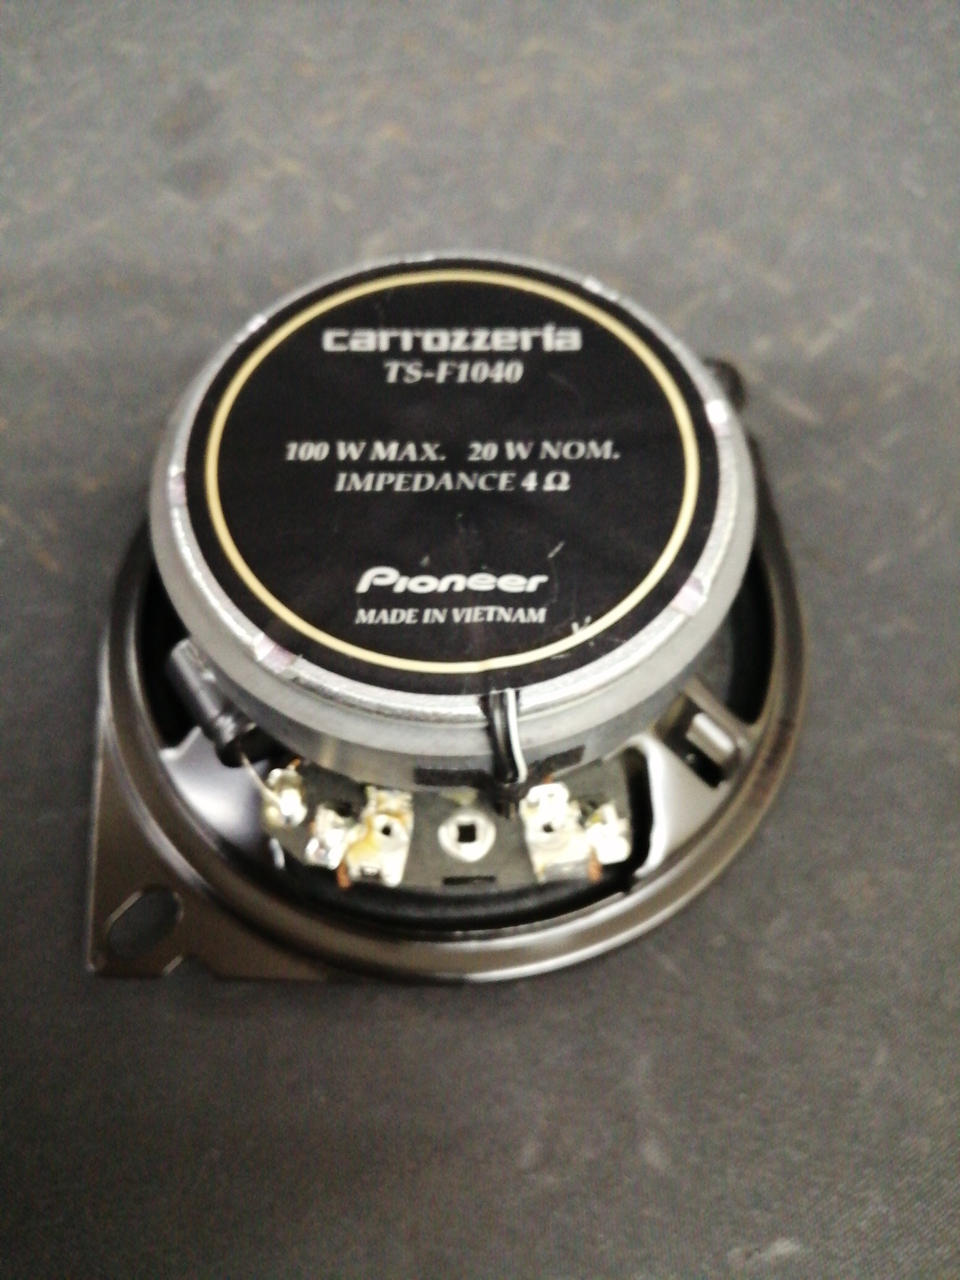 carrozzeria
TS-F1040
100 W MAX. 20 W NOM.
IMPEDANCE 4 Ω
Pioneer
MADE IN VIETNAM